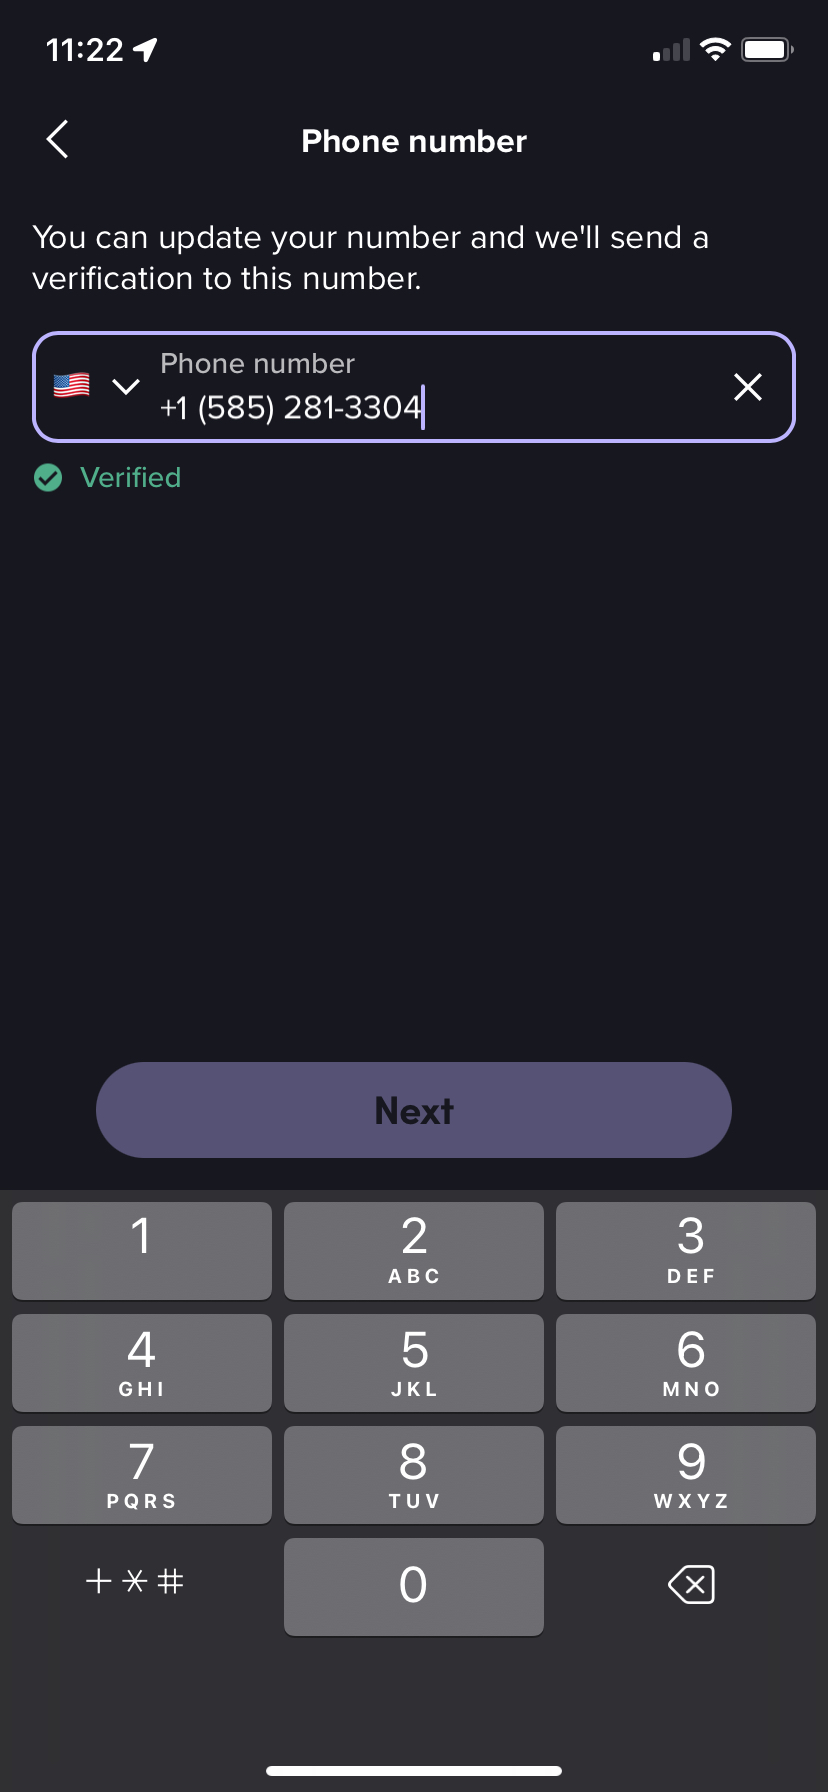 11:22
Phone number
You can update your number and we'll send a
verification to this number.
Phone number
+1 (585) 281-3304
Verified
Next
1
2
ABC
3
DEF
4
GHI
5
JKL
6
MNO
7
PQRS
8
TUV
9
WXYZ
+*#
0